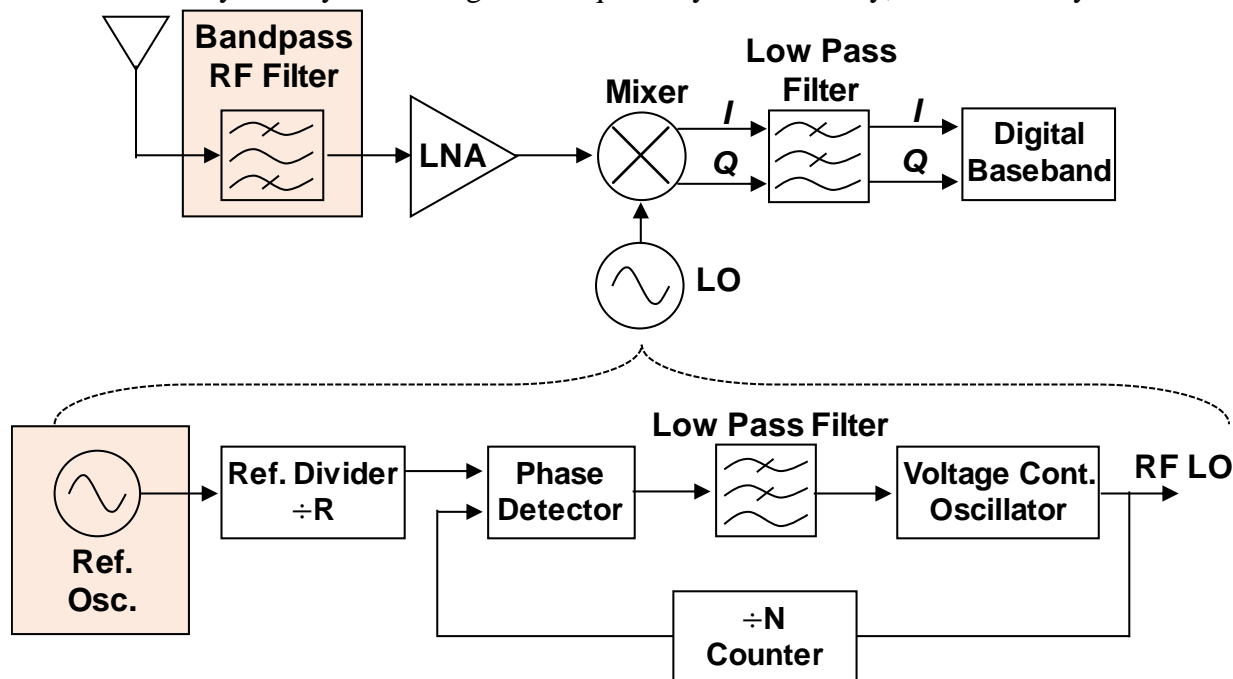 Bandpass
RF Filter
LNA
Mixer
I
Q
Low Pass
Filter
I
Q
Digital
Baseband
LO
Ref.
Osc.
Ref. Divider
÷R
Phase
Detector
Low Pass Filter
Voltage Cont.
Oscillator
RF LO
÷N
Counter